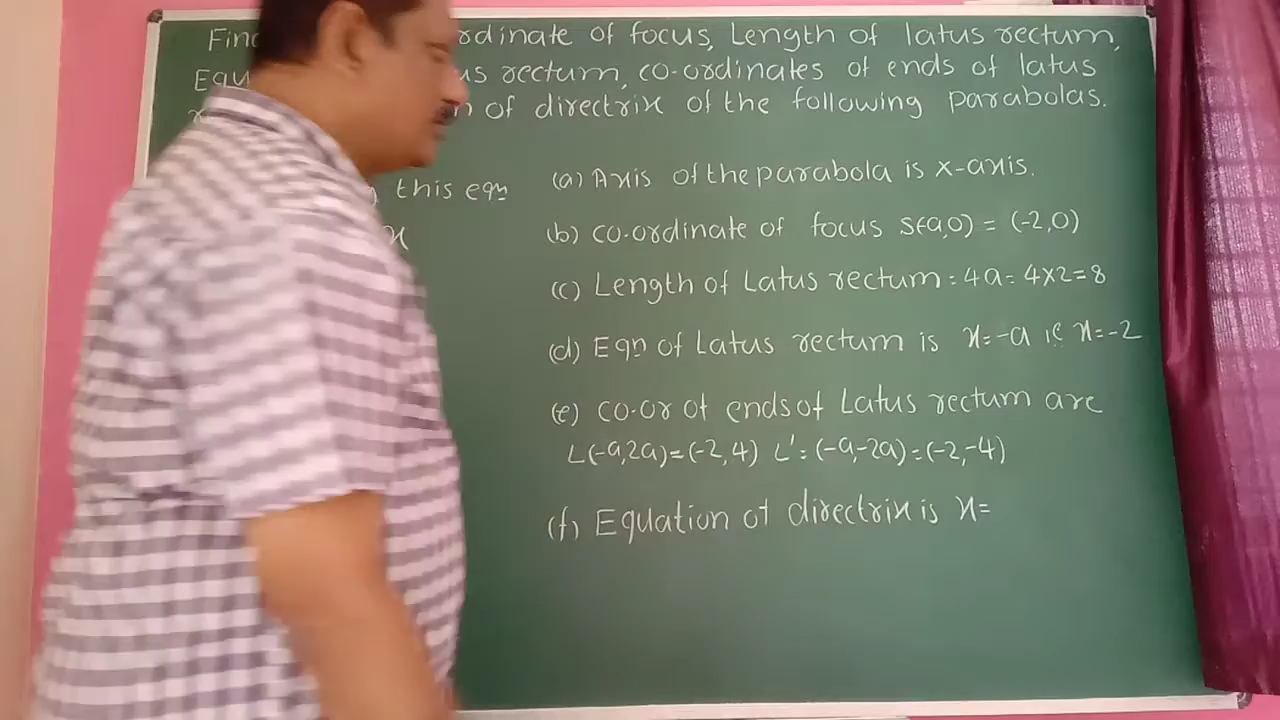 Find rdinate of focus, Length of latus rectum,
Equ us rectum, co-ordinates of ends of latus
n of directrix of the following parabolas.
this eqn
x
(a) Axis of the parabola is x-axis.
(b) co-ordinate of focus S(-a,0) = (-2,0)
(c) Length of Latus rectum = 4a = 4x2=8
(d) Eqn of Latus rectum is x=-a ie x=-2
(e) co-or of ends of Latus rectum are
L(-a,2a)=(-2,4) L'=(-a,-2a)=(-2,-4)
(f) Equation of directrix is x=